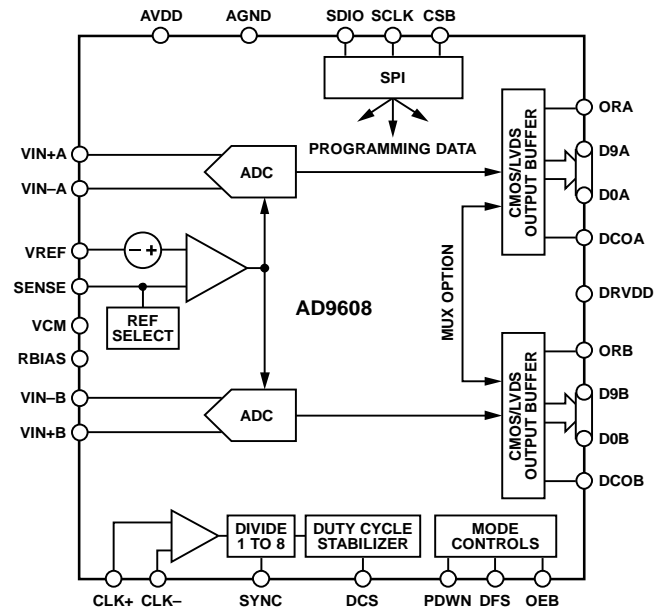 AVDD
AGND
SDIO
SCLK
CSB
SPI
PROGRAMMING DATA
ORA
D9A
D0A
DCOA
CMOS/LVDS
OUTPUT BUFFER
VIN+A
VIN–A
ADC
VREF
– +
SENSE
REF
SELECT
VCM
RBIAS
AD9608
MUX OPTION
DRVDD
VIN–B
VIN+B
ADC
CMOS/LVDS
OUTPUT BUFFER
ORB
D9B
D0B
DCOB
DIVIDE
1 TO 8
DUTY CYCLE
STABILIZER
MODE
CONTROLS
CLK+
CLK–
SYNC
DCS
PDWN
DFS
OEB